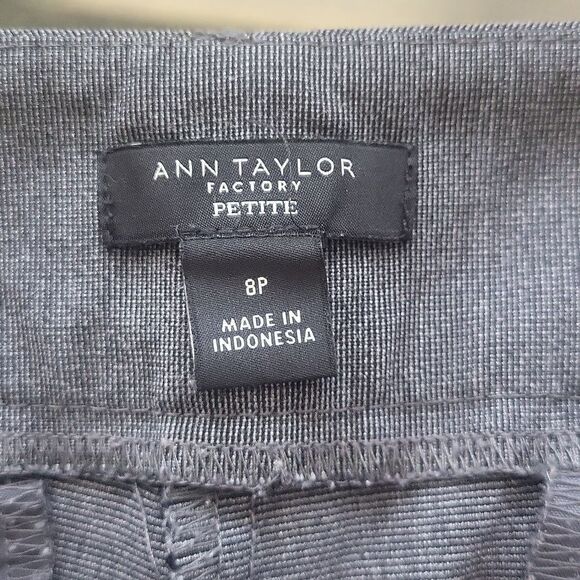 ANN TAYLOR
FACTORY
PETITE
8P
MADE IN
INDONESIA